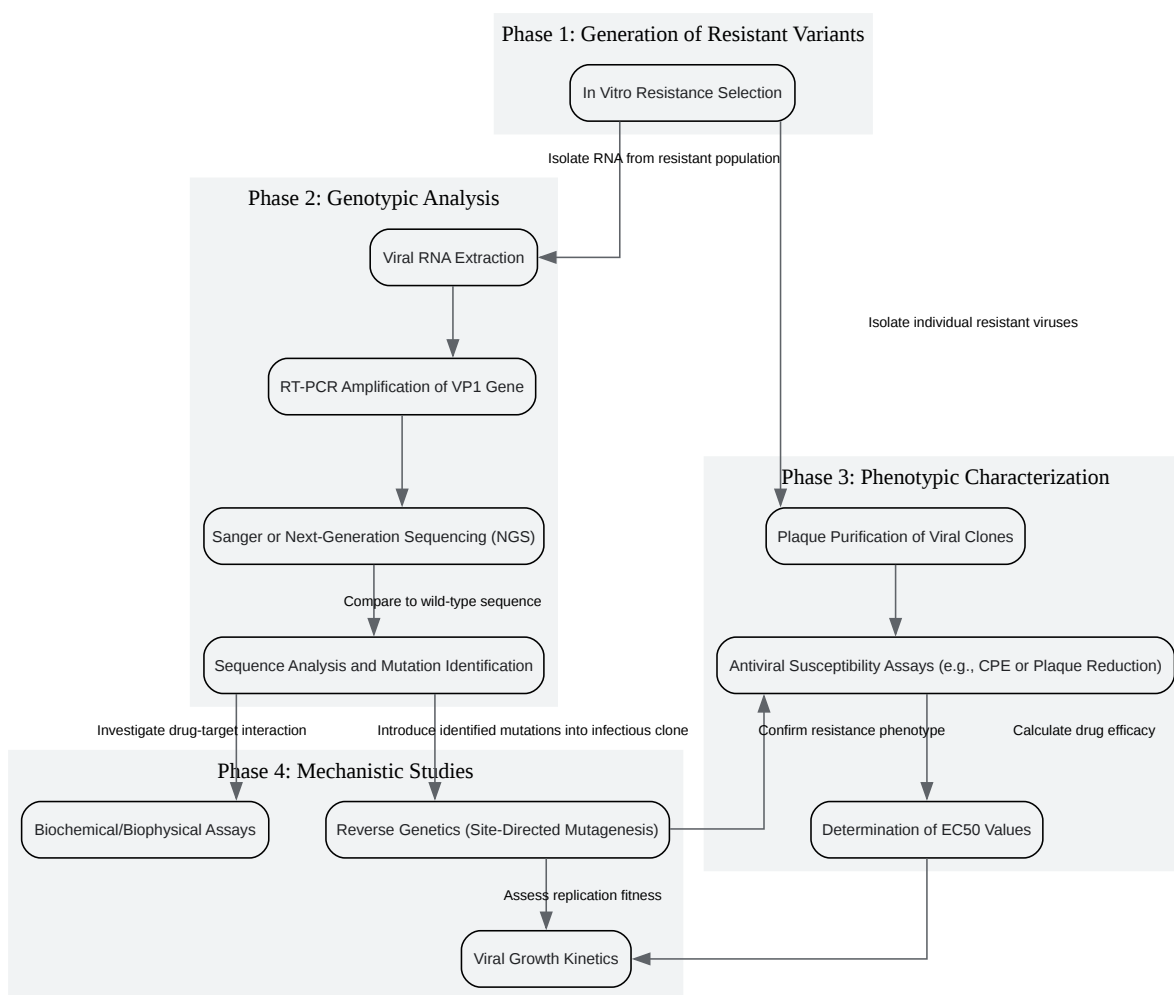 Phase 1: Generation of Resistant Variants
In Vitro Resistance Selection
Isolate RNA from resistant population
Phase 2: Genotypic Analysis
Viral RNA Extraction
Isolate individual resistant viruses
RT-PCR Amplification of VP1 Gene
Phase 3: Phenotypic Characterization
Sanger or Next-Generation Sequencing (NGS)
Plaque Purification of Viral Clones
Compare to wild-type sequence
Sequence Analysis and Mutation Identification
Antiviral Susceptibility Assays (e.g., CPE or Plaque Reduction)
Investigate drug-target interaction
Introduce identified mutations into infectious clone
Confirm resistance phenotype
Calculate drug efficacy
Phase 4: Mechanistic Studies
Biochemical/Biophysical Assays
Reverse Genetics (Site-Directed Mutagenesis)
Determination of EC50 Values
Assess replication fitness
Viral Growth Kinetics